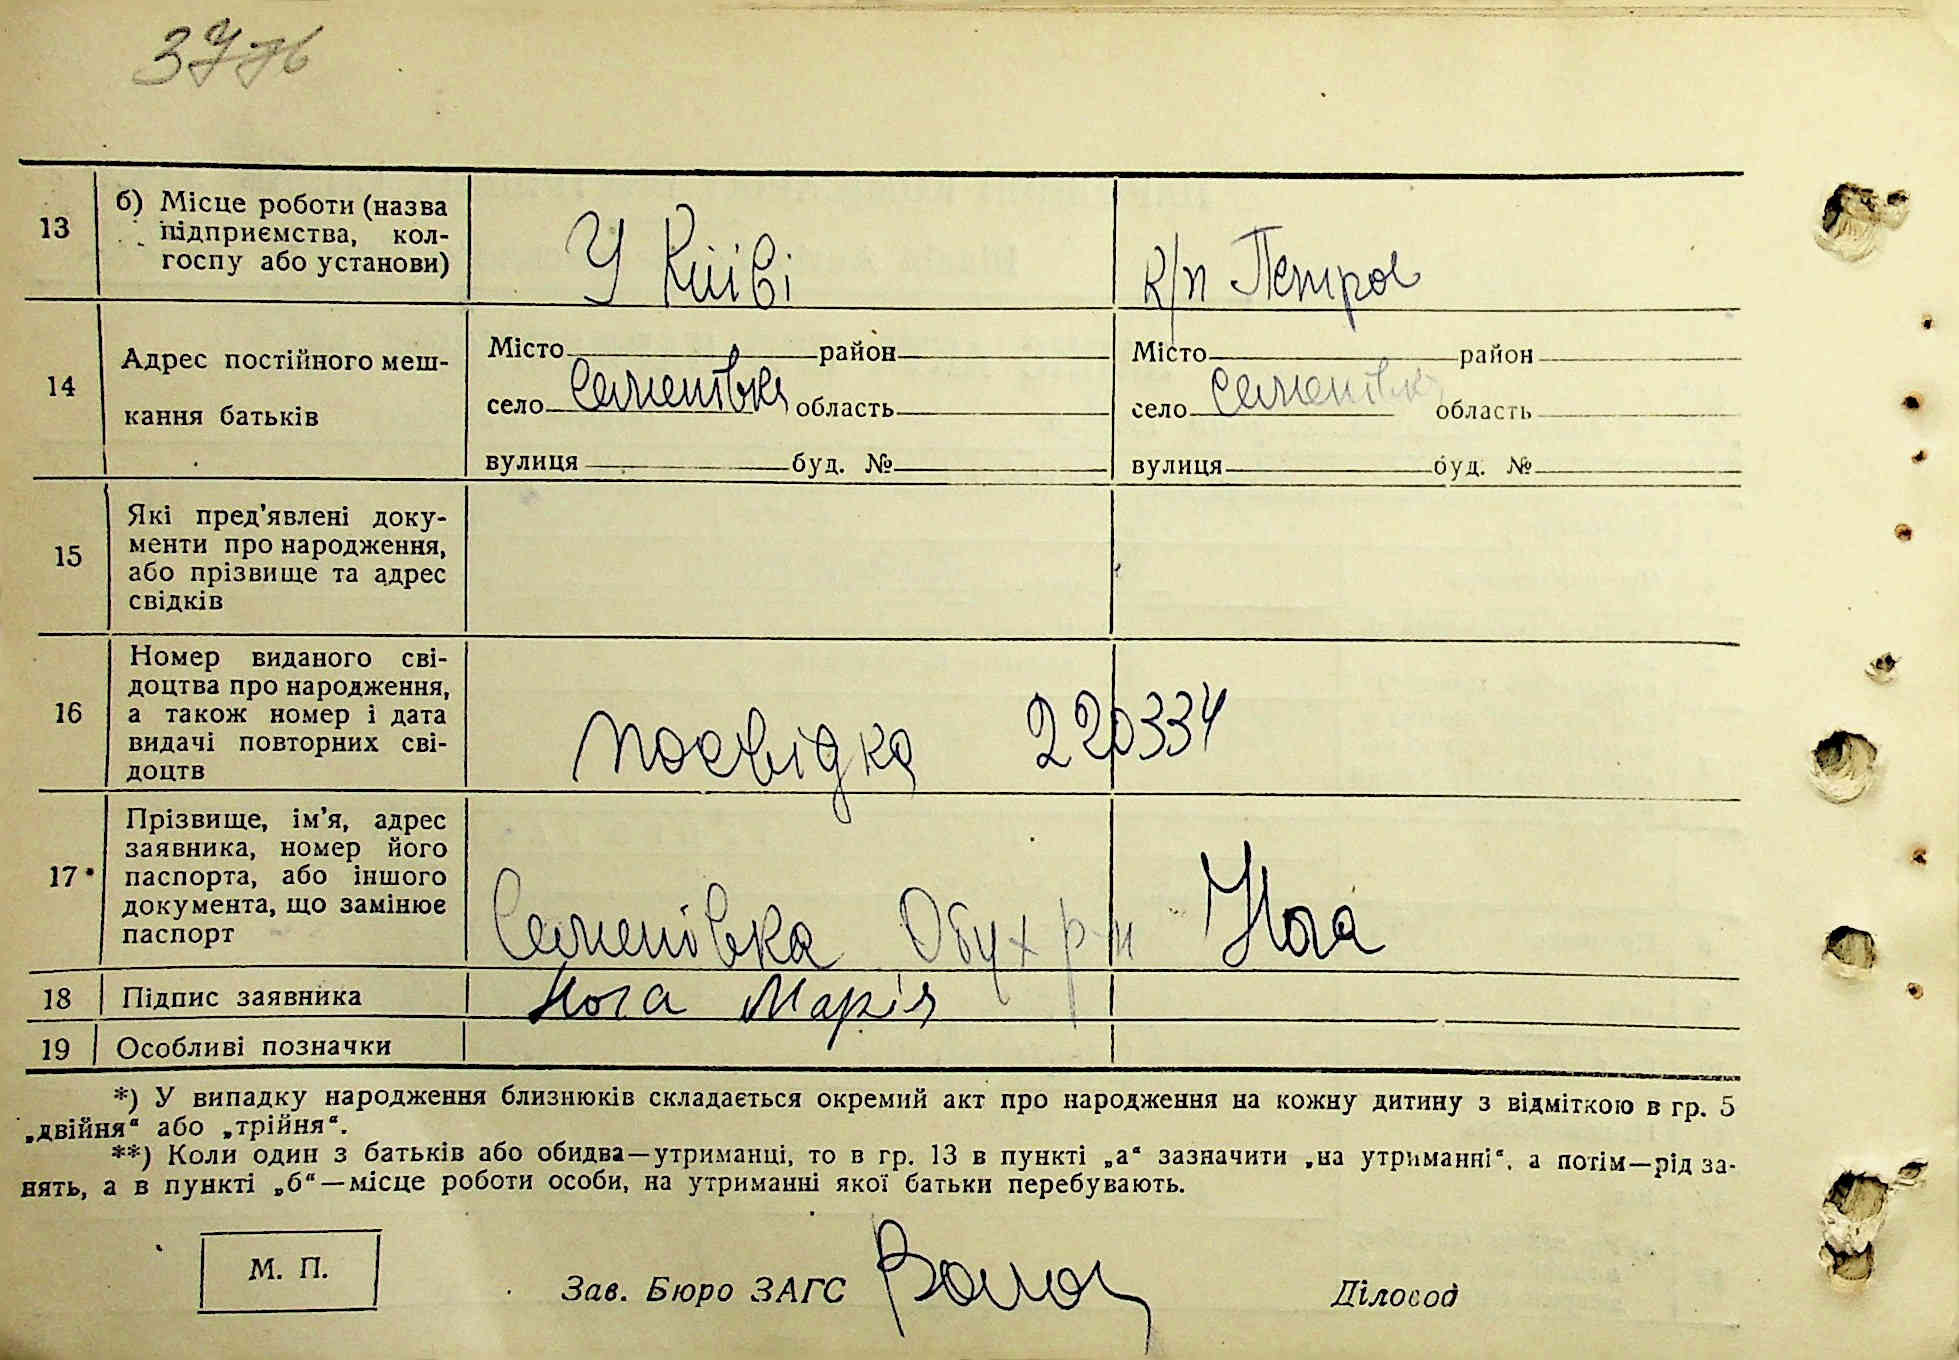 13
б) Місце роботи (назва
підприємства, кол-
госпу або установи)
У Київі
к/п Петров
14
Адрес постійного меш-
кання батьків
Місто район
село Семенівка область
вулиця буд. №
Місто район
село Семенівка область
вулиця буд. №
15
Які пред'явлені доку-
менти про народження,
або прізвище та адрес
свідків
16
Номер виданого сві-
доцтва про народження,
а також номер і дата
видачі повторних сві-
доцтв
посвідка 220334
17
Прізвище, ім'я, адрес
заявника, номер його
паспорта, або іншого
документа, що замінює
паспорт
Семенівка Обух р-н Нога
18 Підпис заявника
Нога Марія
19 Особливі позначки
*) У випадку народження близнюків складається окремий акт про народження на кожну дитину з відміткою в гр. 5
„двійня“ або „трійня“.
**) Коли один з батьків або обидва—утриманці, то в гр. 13 в пункті „а“ зазначити „на утриманні“, а потім—рід за-
нять, а в пункті „б“—місце роботи особи, на утриманні якої батьки перебувають.
М. П.
Зав. Бюро ЗАГС
Діловод